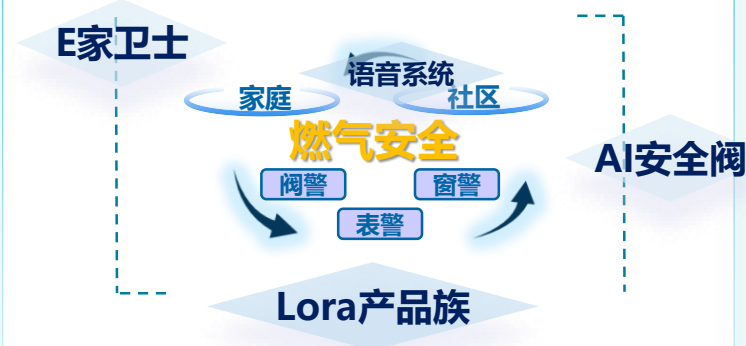 E家卫士
语音系统
家庭
社区
燃气安全
AI安全阀
阀警
窗警
表警
Lora产品族